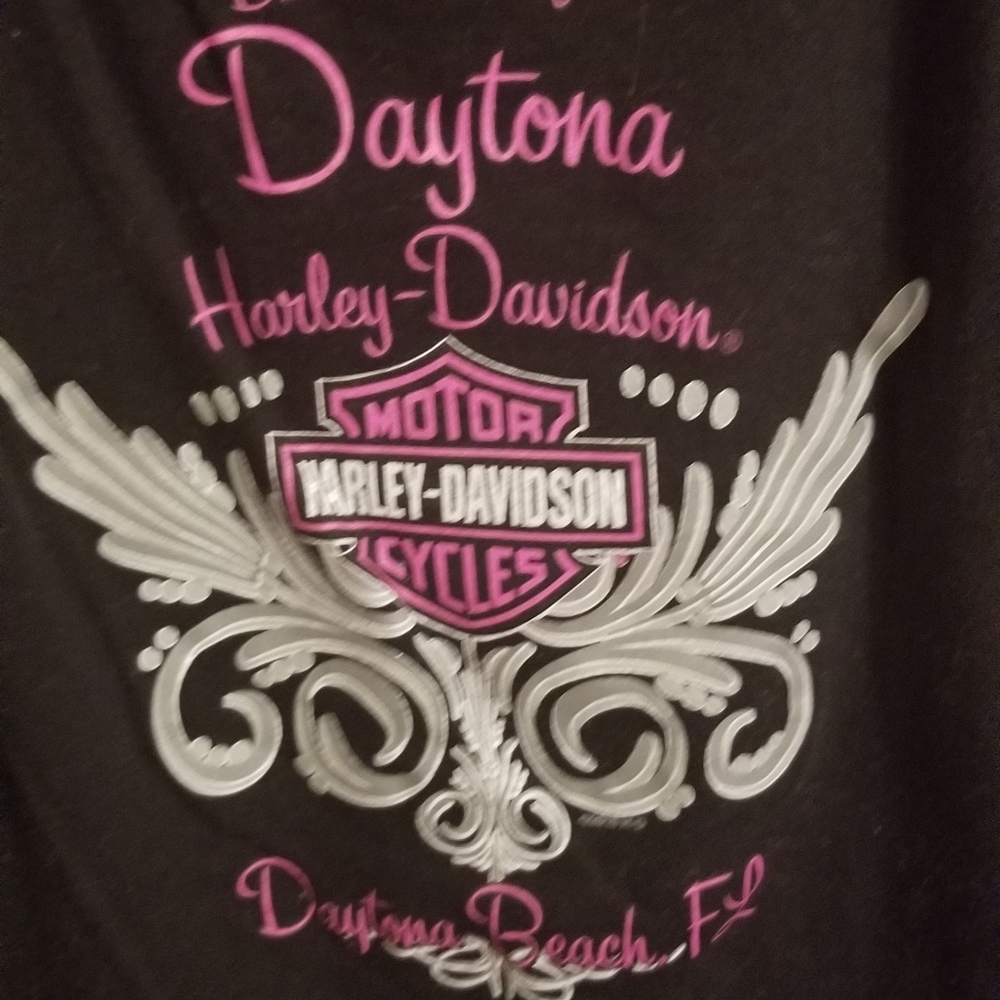 Daytona
Harley-Davidson®
MOTOR
HARLEY-DAVIDSON
CYCLES
Daytona Beach, FL